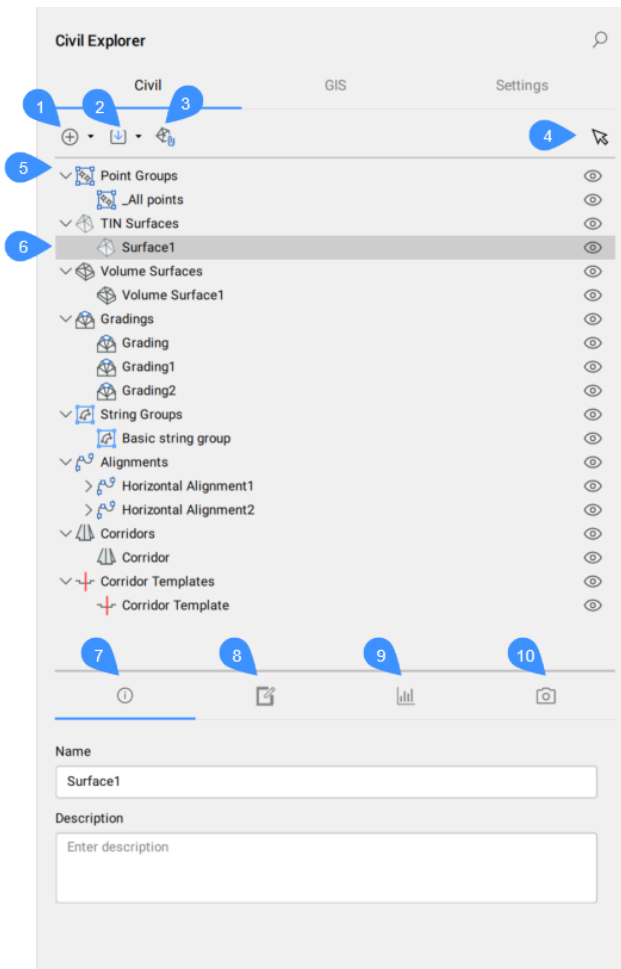 Civil Explorer
Civil GIS Settings
1 2 3
4
5 Point Groups
_All points
TIN Surfaces
6 Surface1
Volume Surfaces
Volume Surface1
Gradings
Grading
Grading1
Grading2
String Groups
Basic string group
Alignments
Horizontal Alignment1
Horizontal Alignment2
Corridors
Corridor
Corridor Templates
Corridor Template
7 8 9 10
Name
Surface1
Description
Enter description